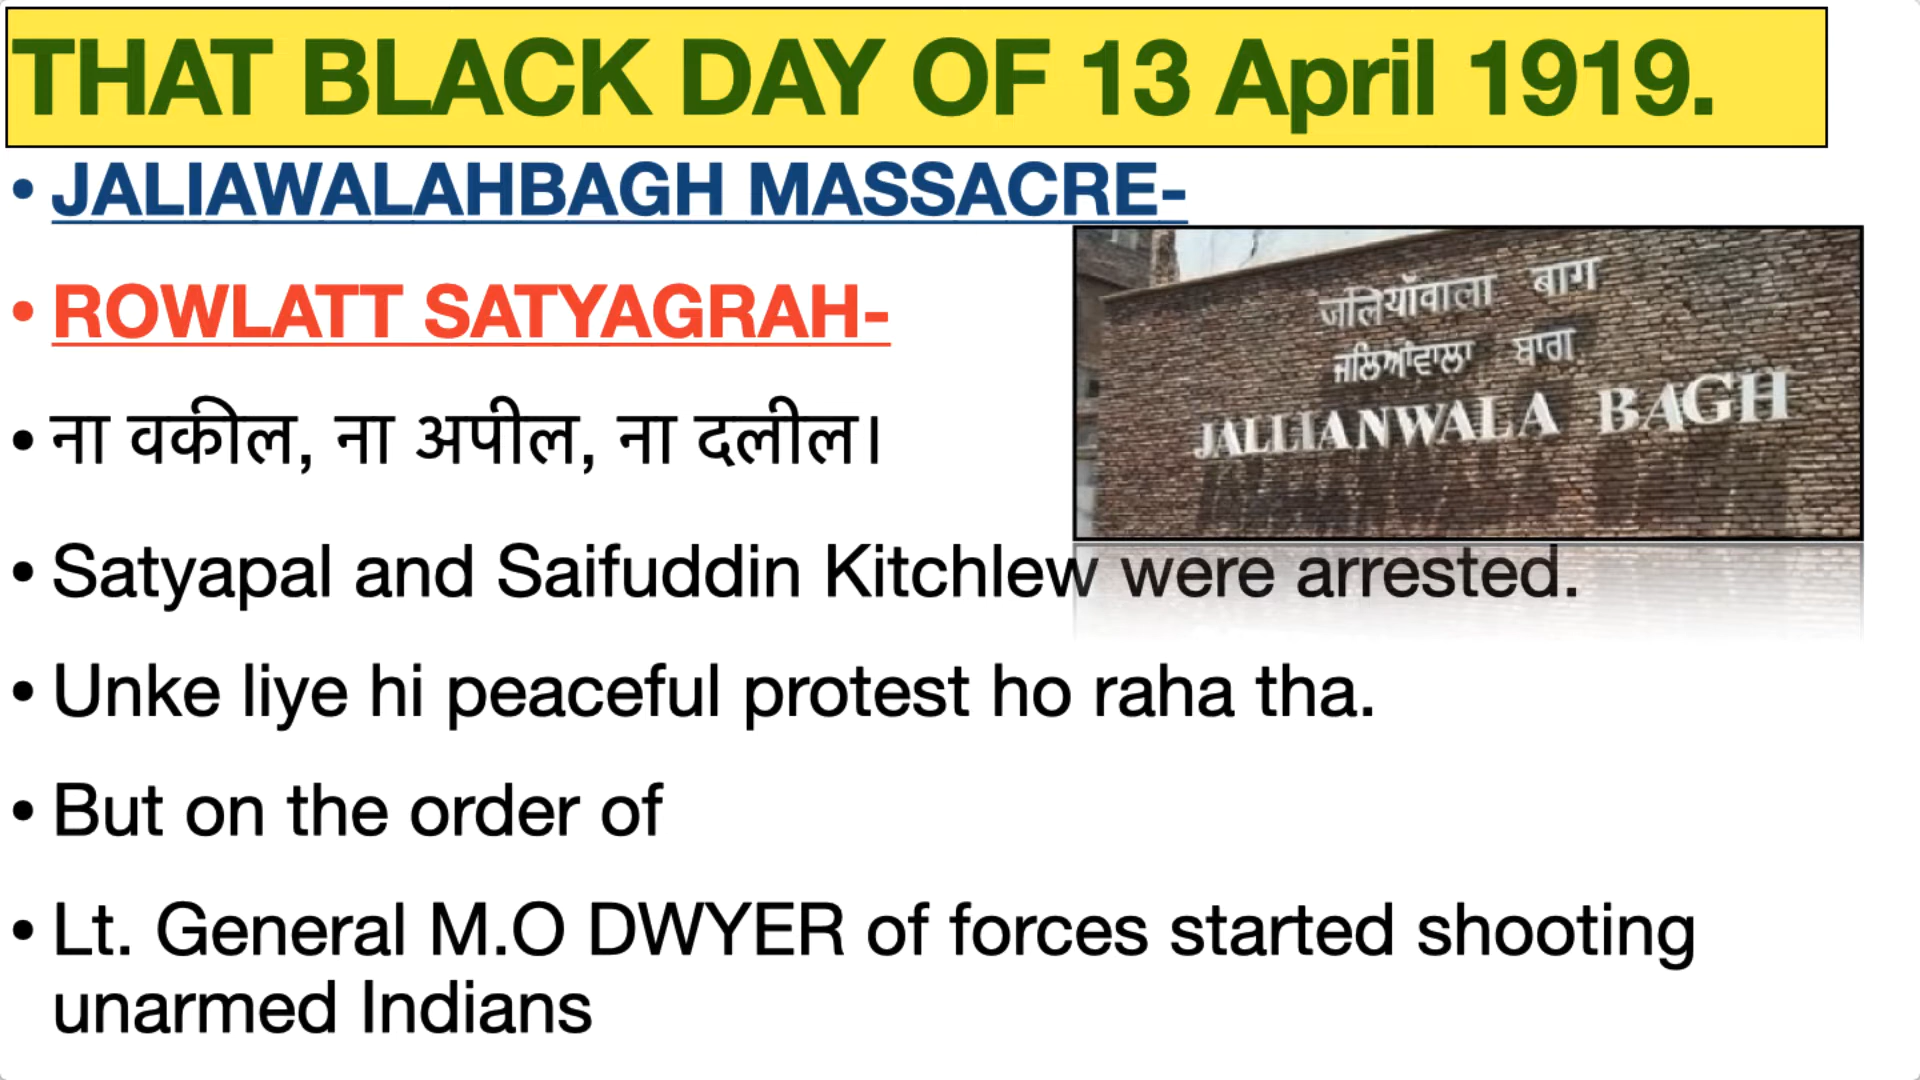 THAT BLACK DAY OF 13 April 1919.
• JALIAWALAHBAGH MASSACRE-
• ROWLATT SATYAGRAH-
जलियाँवाला बाग
ਜਲਿਆਂਵਾਲਾ ਬਾਗ
JALLIANWALA BAGH
• ना वकील, ना अपील, ना दलील।
• Satyapal and Saifuddin Kitchlew were arrested.
• Unke liye hi peaceful protest ho raha tha.
• But on the order of
• Lt. General M.O DWYER of forces started shooting
unarmed Indians